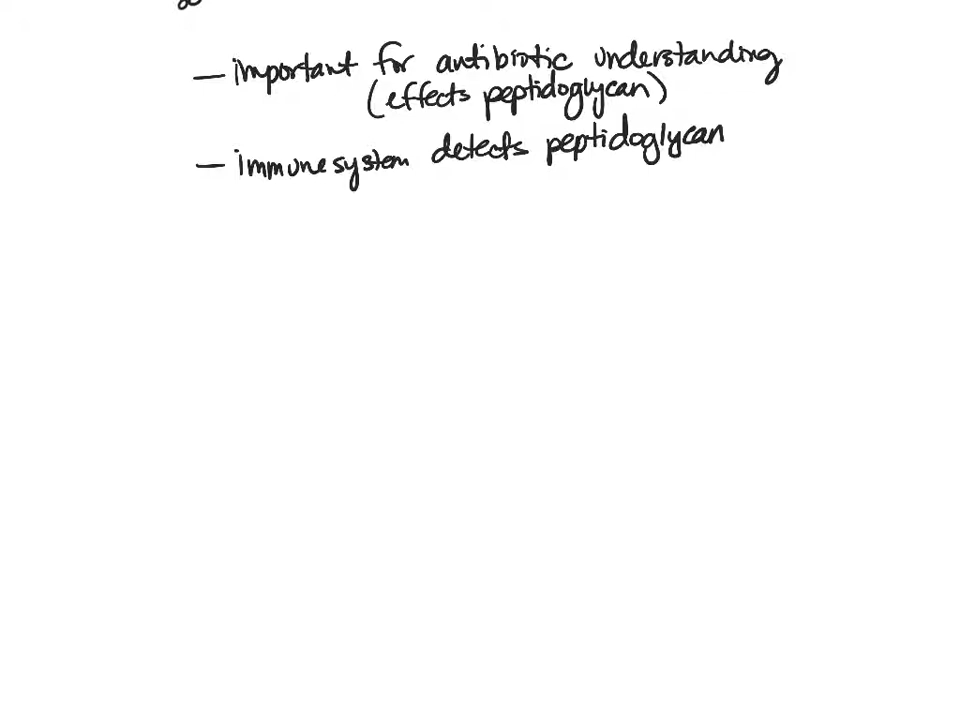 — important for antibiotic understanding
(effects peptidoglycan)
— immune system detects peptidoglycan